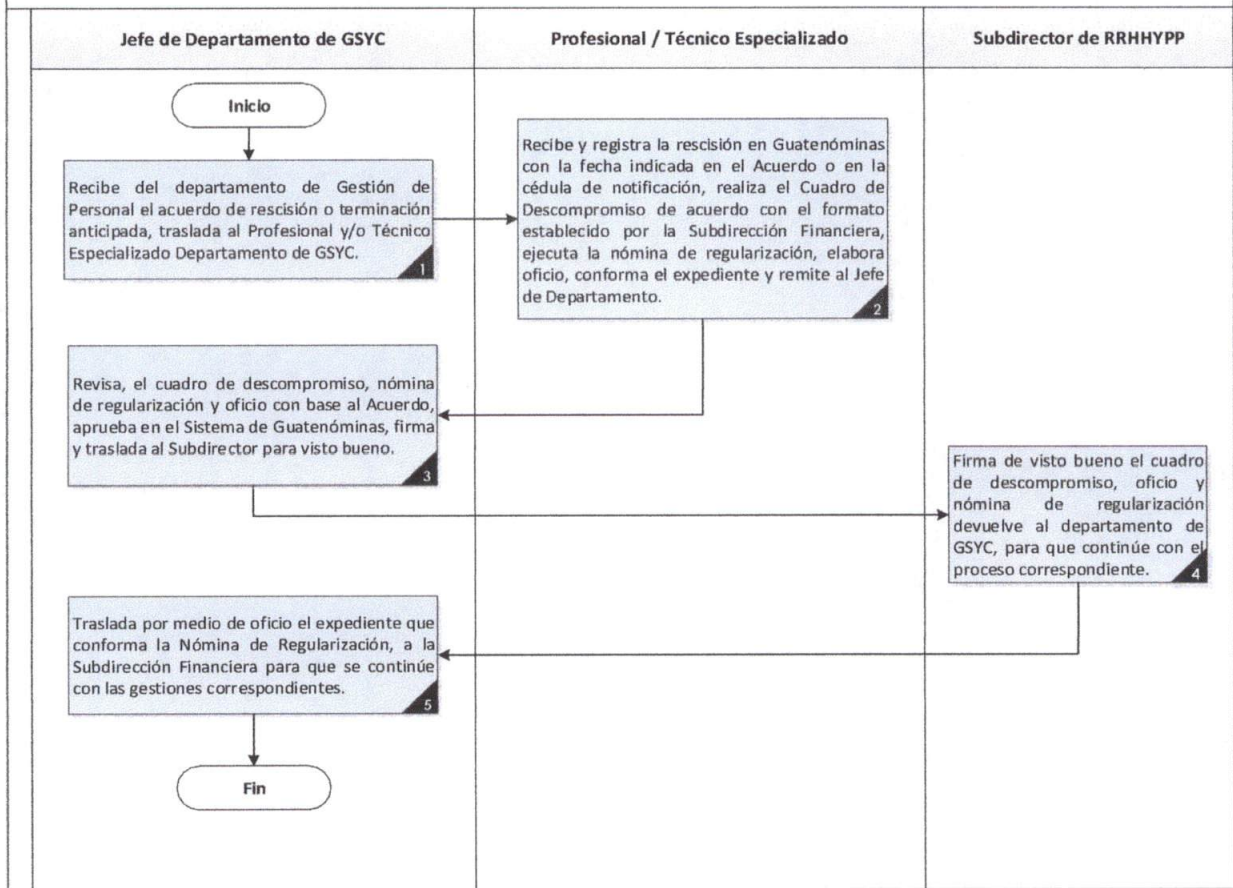 Jefe de Departamento de GSYC
Profesional / Técnico Especializado
Subdirector de RRHHYPP
Inicio
Recibe del departamento de Gestión de
Personal el acuerdo de rescisión o terminación
anticipada, traslada al Profesional y/o Técnico
Especializado Departamento de GSYC.
1
Recibe y registra la rescisión en Guatenóminas
con la fecha indicada en el Acuerdo o en la
cédula de notificación, realiza el Cuadro de
Descompromiso de acuerdo con el formato
establecido por la Subdirección Financiera,
ejecuta la nómina de regularización, elabora
oficio, conforma el expediente y remite al Jefe
de Departamento.
2
Revisa, el cuadro de descompromiso, nómina
de regularización y oficio con base al Acuerdo,
aprueba en el Sistema de Guatenóminas, firma
y traslada al Subdirector para visto bueno.
3
Firma de visto bueno el cuadro
de descompromiso, oficio y
nómina de regularización
devuelve al departamento de
GSYC, para que continúe con el
proceso correspondiente.
4
Traslada por medio de oficio el expediente que
conforma la Nómina de Regularización, a la
Subdirección Financiera para que se continúe
con las gestiones correspondientes.
5
Fin